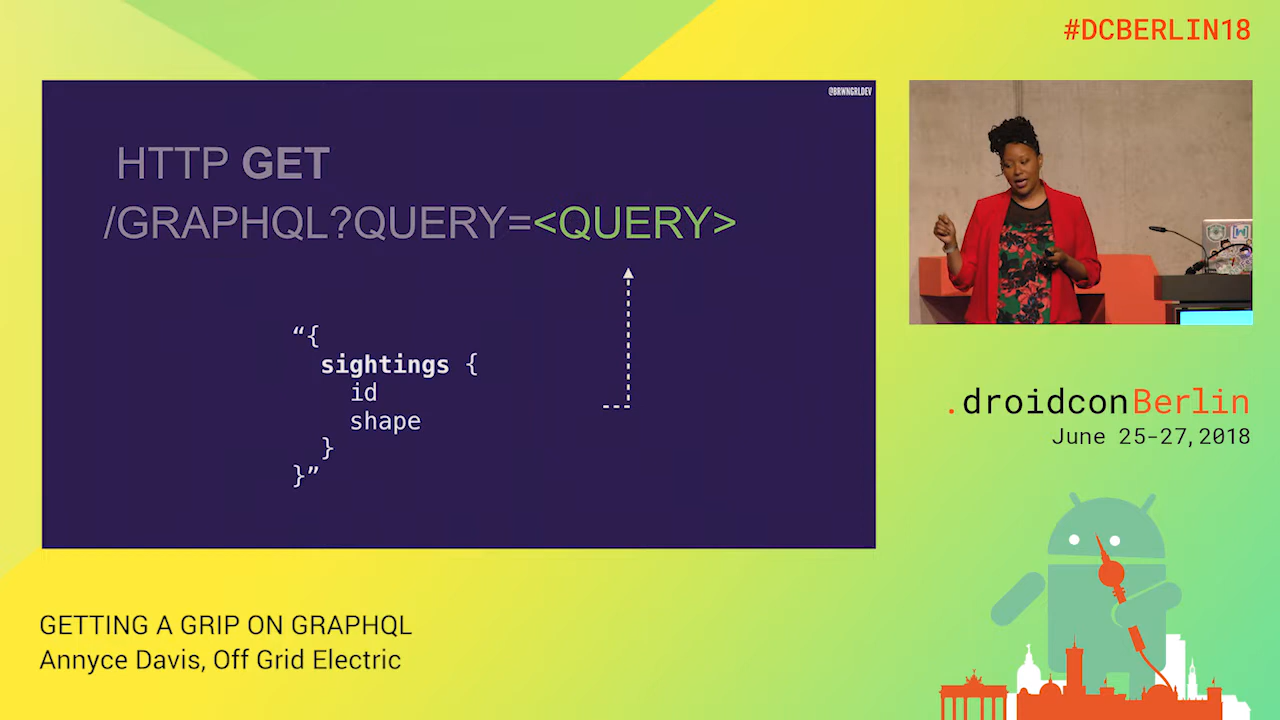 #DCBERLIN18
@BRWNGRLDEV
HTTP GET
/GRAPHQL?QUERY=<QUERY>
“{
sightings {
id
shape
}
}”
.droidconBerlin
June 25-27,2018
GETTING A GRIP ON GRAPHQL
Annyce Davis, Off Grid Electric